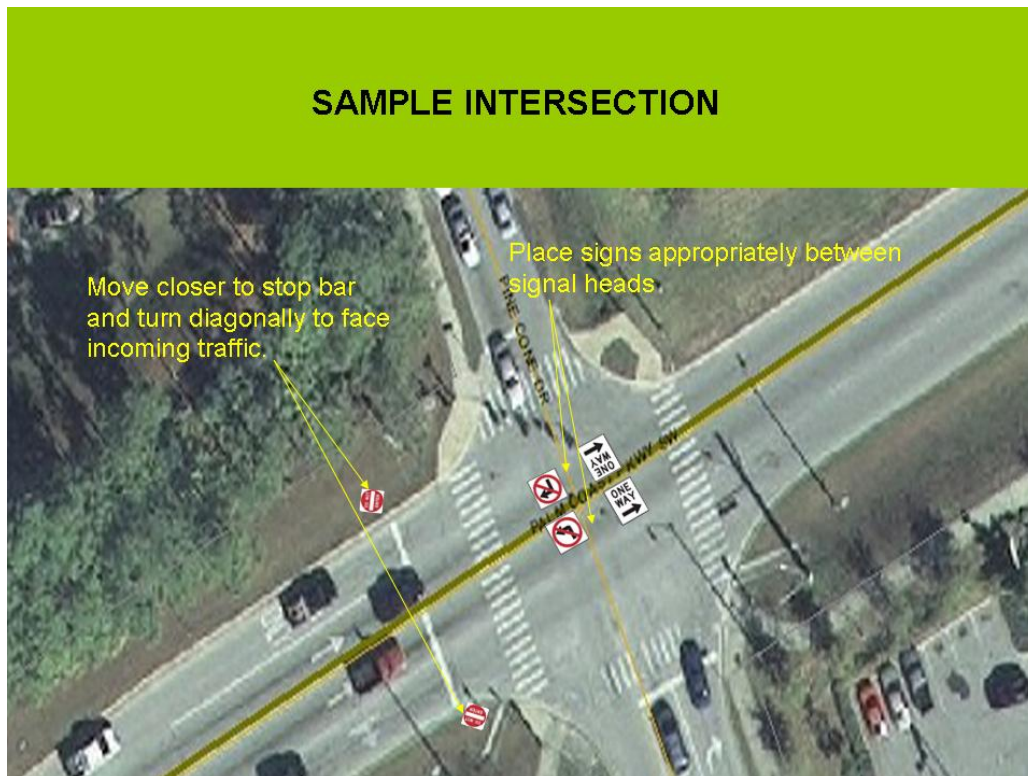 SAMPLE INTERSECTION
Place signs appropriately between
signal heads.
Move closer to stop bar
and turn diagonally to face
incoming traffic.
PINE CONE DR
PALM COAST PKWY SW
ONE
WAY
ONE
WAY